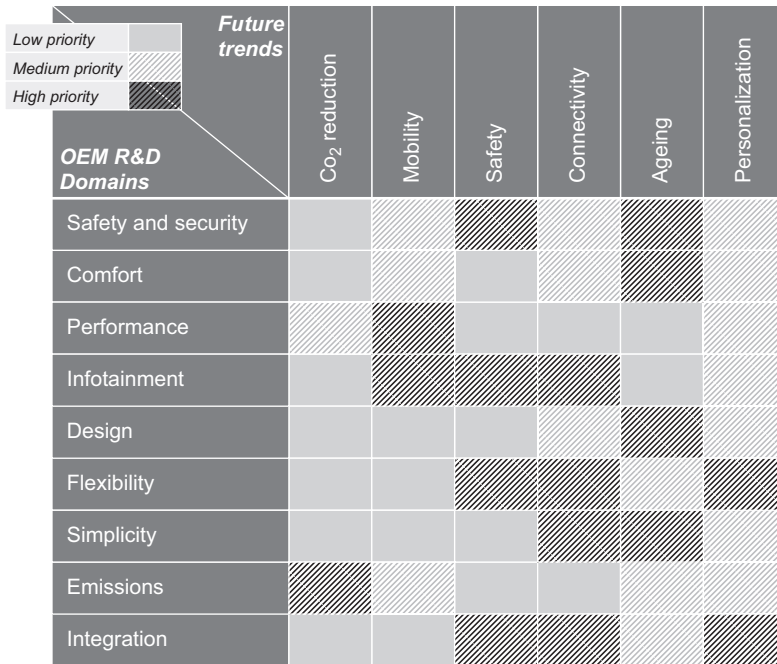 Future
trends
Low priority
Medium priority
High priority
OEM R&D
Domains
Co₂ reduction
Mobility
Safety
Connectivity
Ageing
Personalization
Safety and security
Comfort
Performance
Infotainment
Design
Flexibility
Simplicity
Emissions
Integration